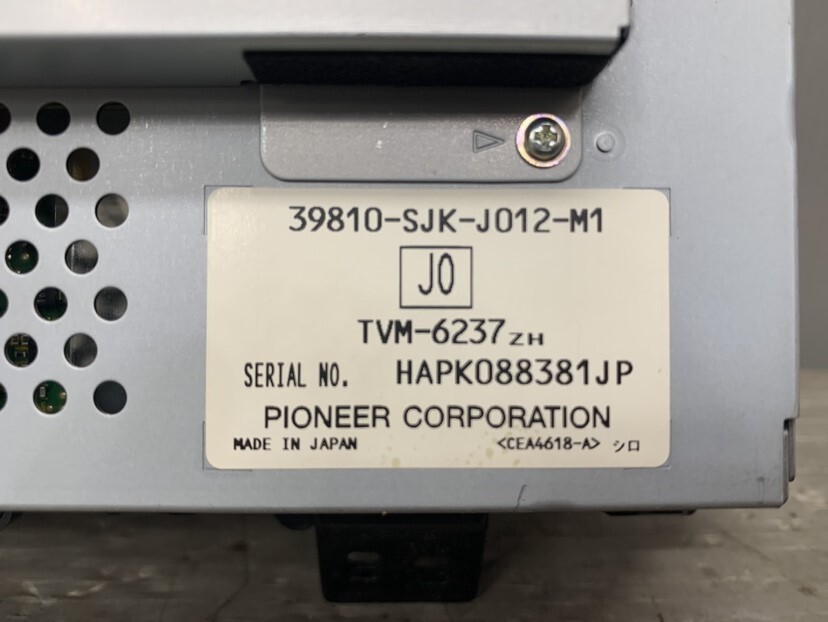 39810-SJK-J012-M1
J0
TVM-6237ZH
SERIAL NO. HAPK088381JP
PIONEER CORPORATION
MADE IN JAPAN <CEA4618-A> シロ